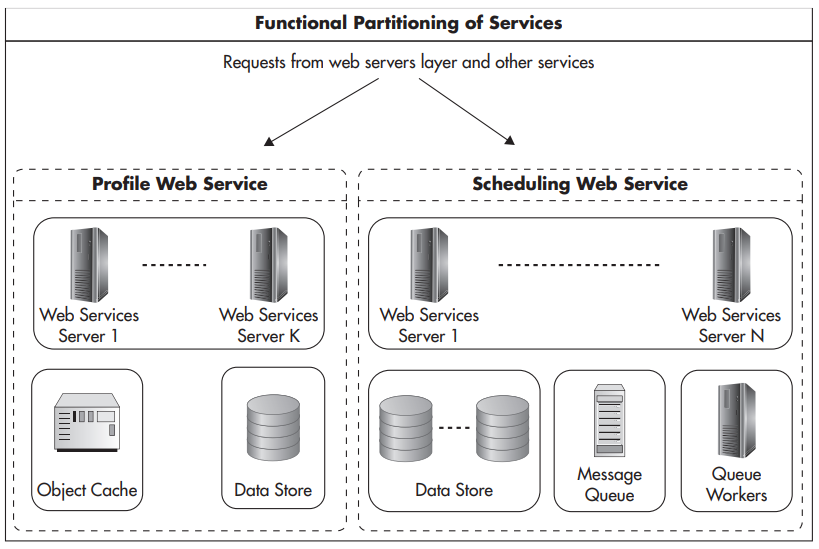 Functional Partitioning of Services
Requests from web servers layer and other services
Profile Web Service
Web Services
Server 1
Web Services
Server K
Object Cache
Data Store
Scheduling Web Service
Web Services
Server 1
Web Services
Server N
Data Store
Message
Queue
Queue
Workers